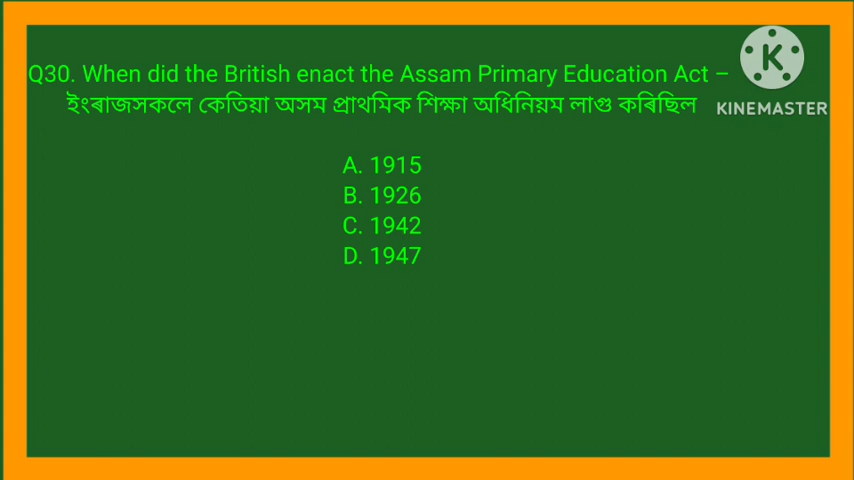 Q30. When did the British enact the Assam Primary Education Act –
ইংৰাজসকলে কেতিয়া অসম প্ৰাথমিক শিক্ষা অধিনিয়ম লাগু কৰিছিল
KINEMASTER
A. 1915
B. 1926
C. 1942
D. 1947